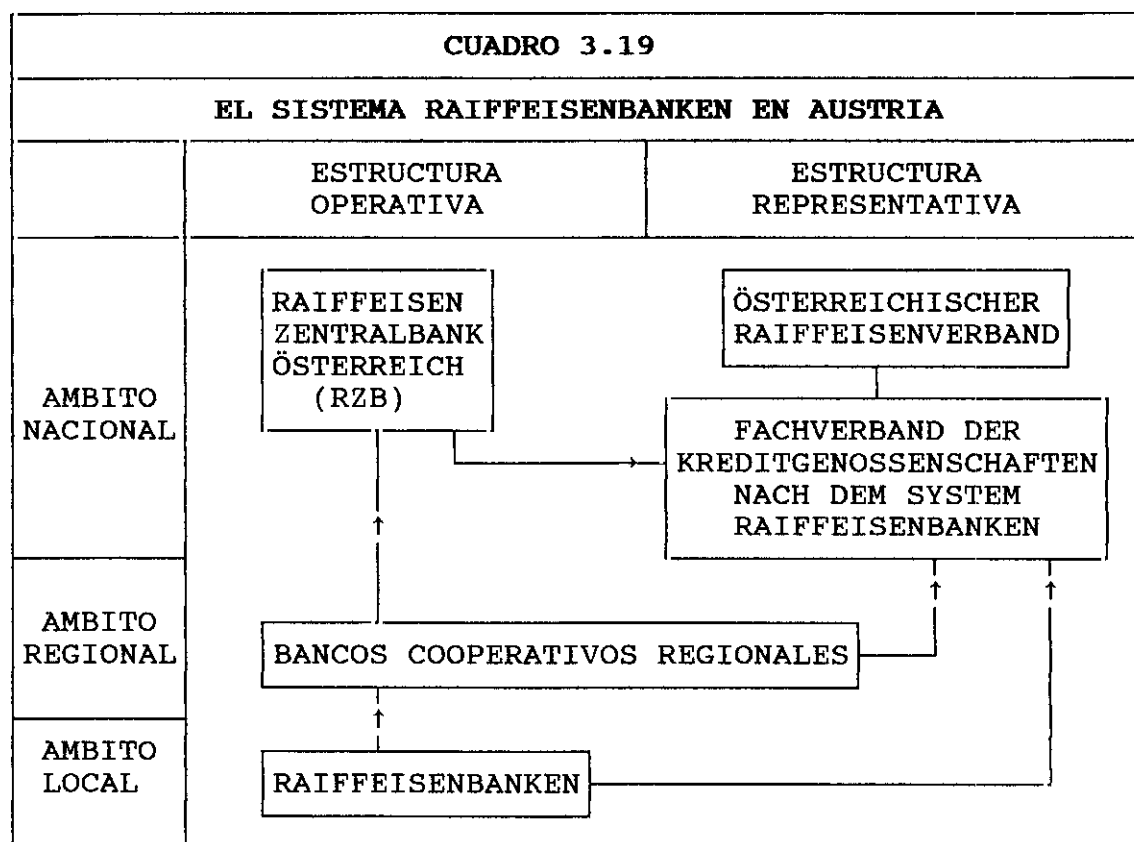 CUADRO 3.19
EL SISTEMA RAIFFEISENBANKEN EN AUSTRIA
ESTRUCTURA
OPERATIVA
ESTRUCTURA
REPRESENTATIVA
AMBITO
NACIONAL
RAIFFEISEN
ZENTRALBANK
ÖSTERREICH
(RZB)
ÖSTERREICHISCHER
RAIFFEISENVERBAND
FACHVERBAND DER
KREDITGENOSSENSCHAFTEN
NACH DEM SYSTEM
RAIFFEISENBANKEN
AMBITO
REGIONAL
BANCOS COOPERATIVOS REGIONALES
AMBITO
LOCAL
RAIFFEISENBANKEN